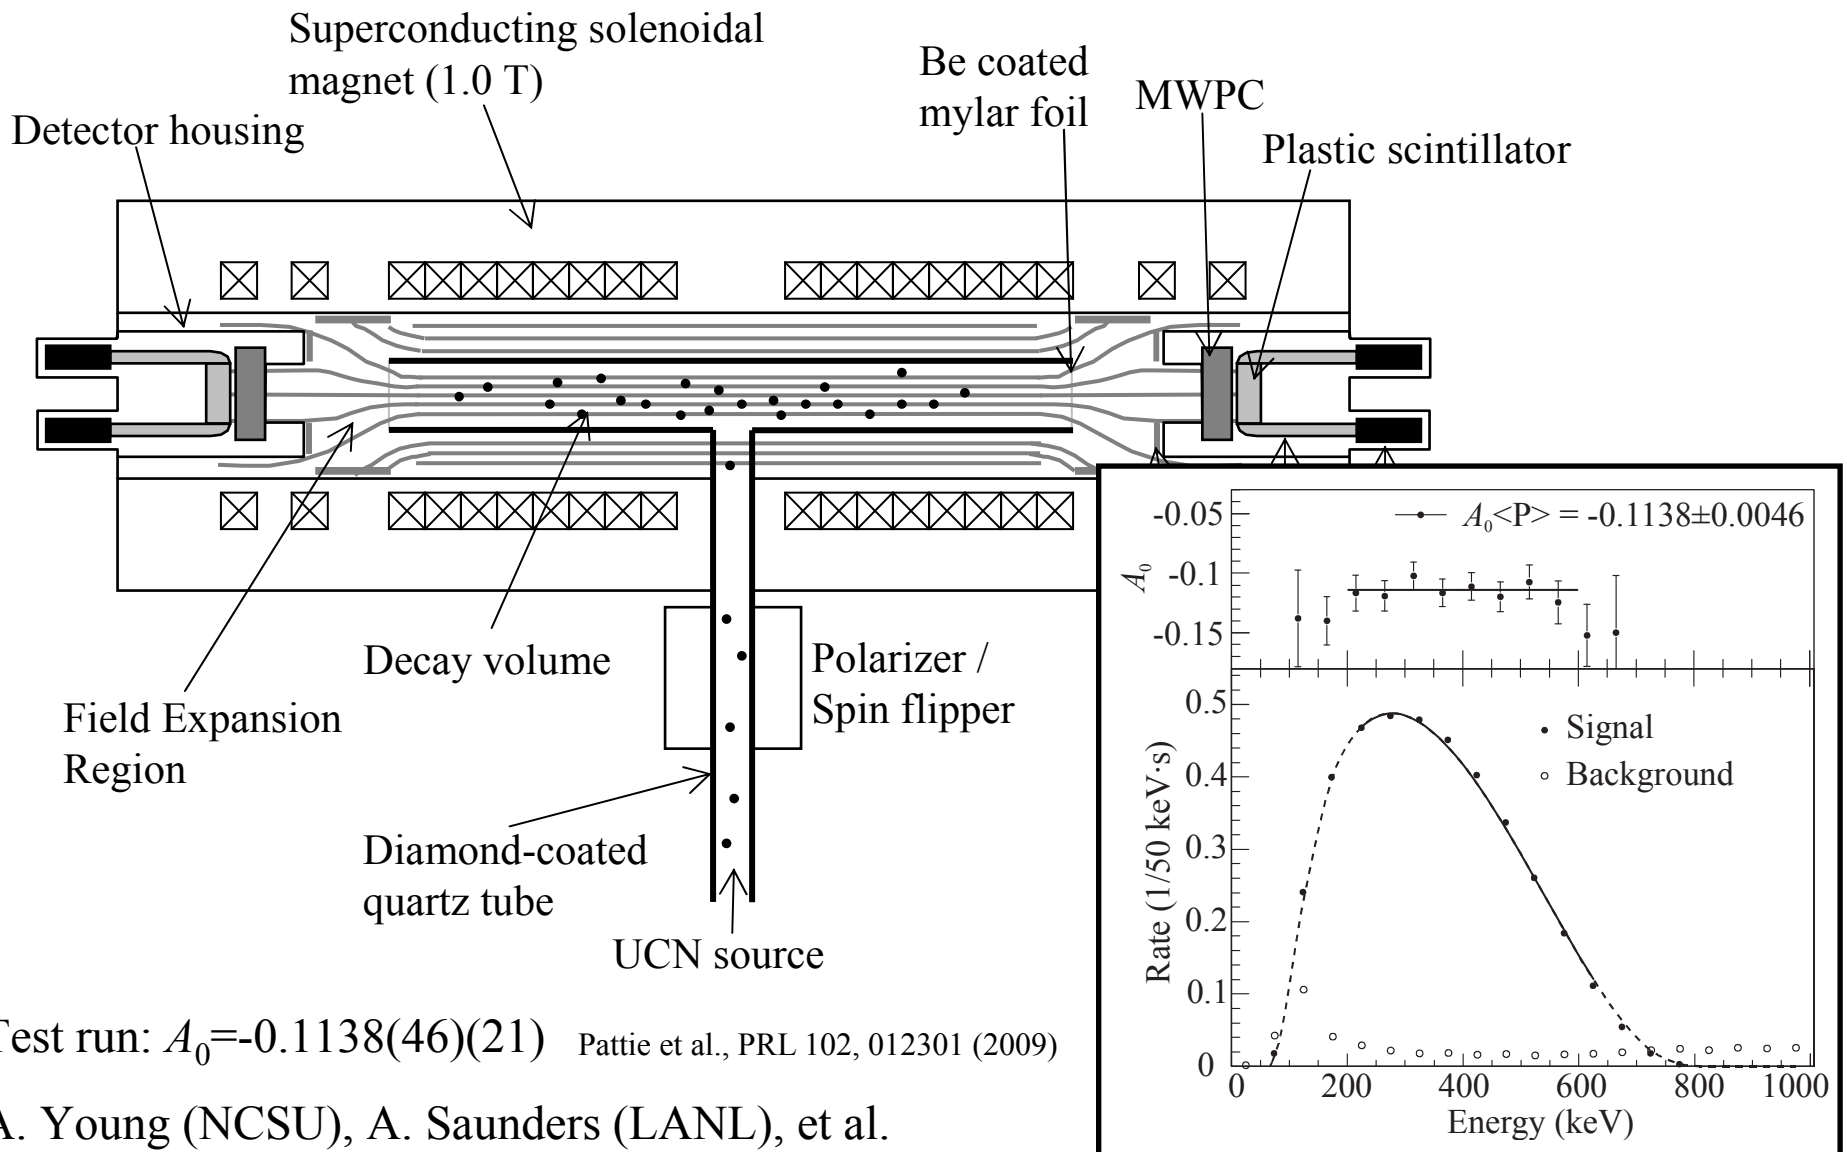 Superconducting solenoidal
magnet (1.0 T)
Be coated
mylar foil
MWPC
Detector housing
Plastic scintillator
Decay volume
Polarizer /
Spin flipper
Field Expansion
Region
Diamond-coated
quartz tube
UCN source
-0.05
-0.1
-0.15
A₀
A₀<P> = -0.1138±0.0046
0.5
0.4
0.3
0.2
0.1
0
Rate (1/50 keV·s)
Signal
Background
0 200 400 600 800 1000
Energy (keV)
Test run: A₀=-0.1138(46)(21) Pattie et al., PRL 102, 012301 (2009)
A. Young (NCSU), A. Saunders (LANL), et al.